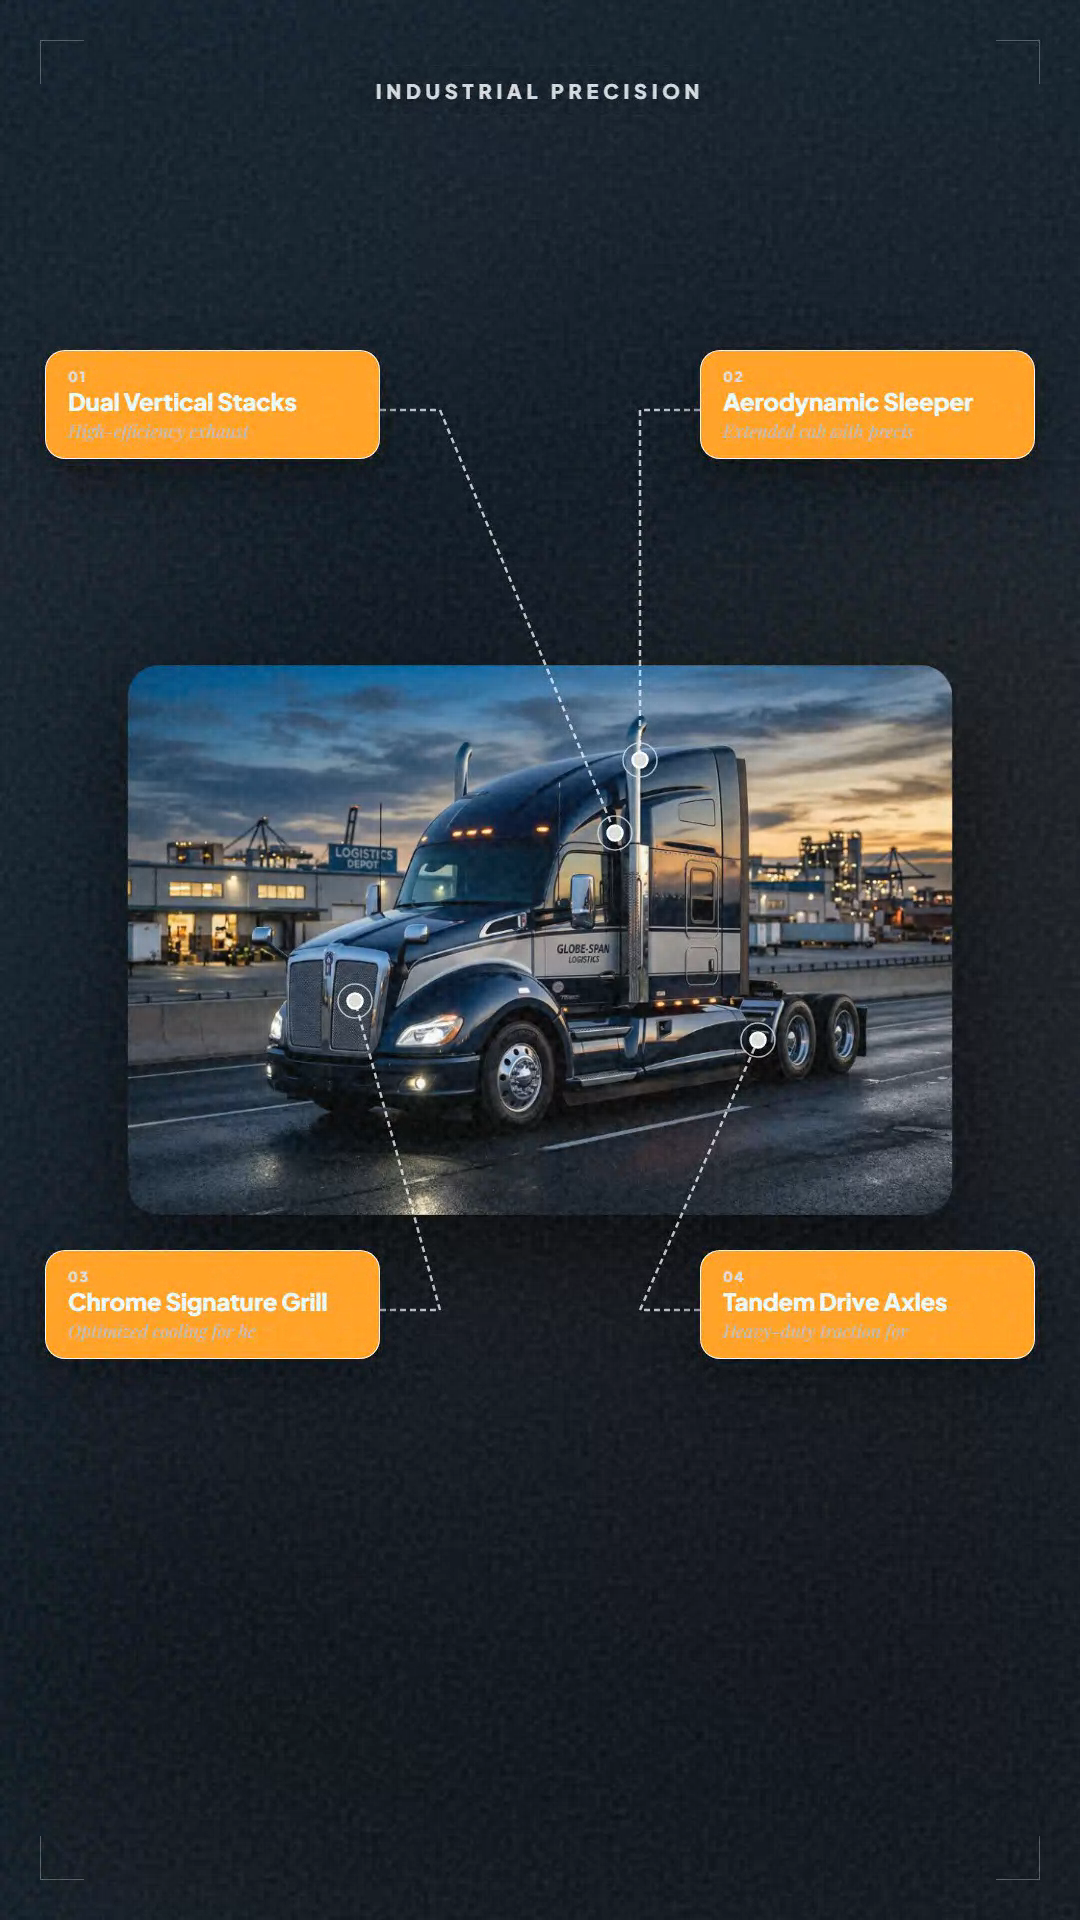 INDUSTRIAL PRECISION
01
Dual Vertical Stacks
High-efficiency exhaust
02
Aerodynamic Sleeper
Extended cab with precis
LOGISTICS
DEPOT
GLOBE-SPAN
LOGISTICS
03
Chrome Signature Grill
Optimized cooling for he
04
Tandem Drive Axles
Heavy-duty traction for